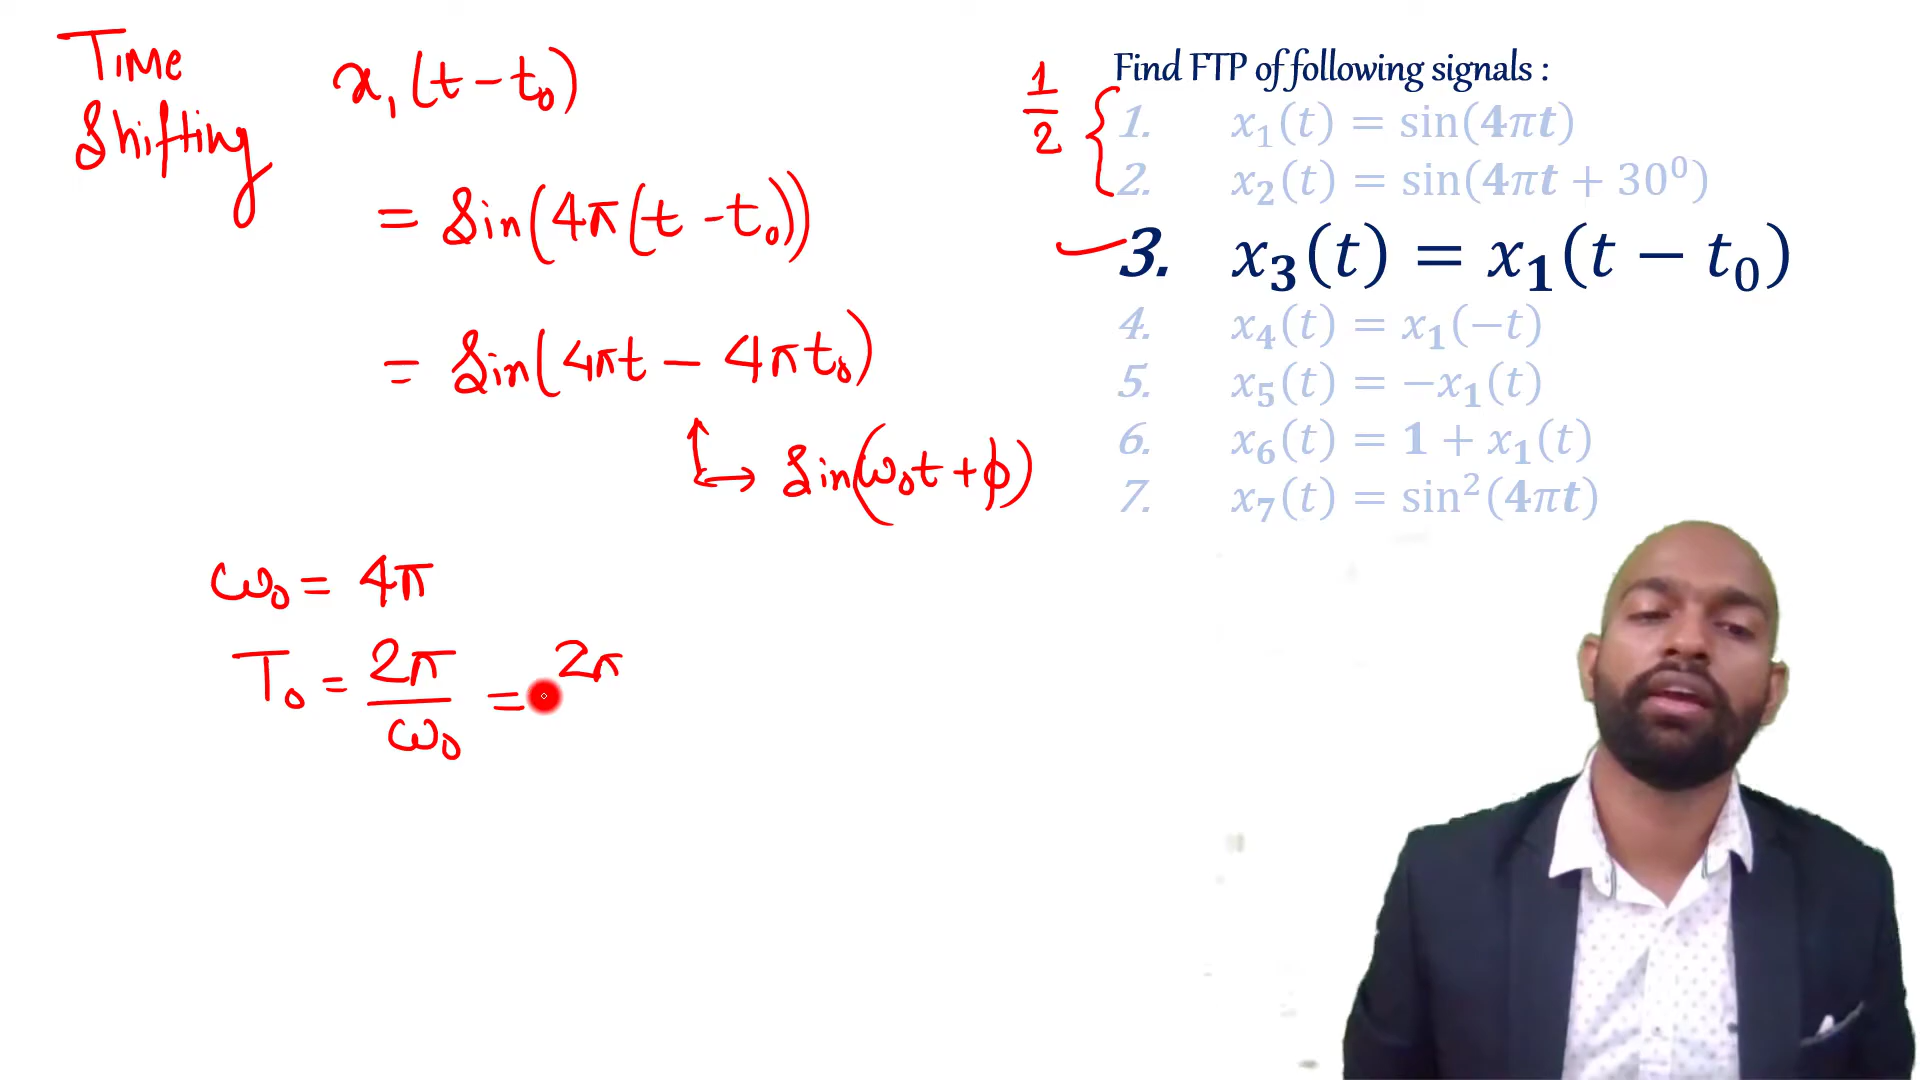 Time
Shifting
x₁(t - t₀)
= Sin(4π(t - t₀))
= Sin(4πt - 4πt₀)
Sin(ω₀t + ϕ)
ω₀ = 4π
T₀ = 2π/ω₀ = 2π
1/2
Find FTP of following signals :
1. x₁(t) = sin(4πt)
2. x₂(t) = sin(4πt + 30⁰)
3. x₃(t) = x₁(t − t₀)
4. x₄(t) = x₁(−t)
5. x₅(t) = −x₁(t)
6. x₆(t) = 1 + x₁(t)
7. x₇(t) = sin²(4πt)